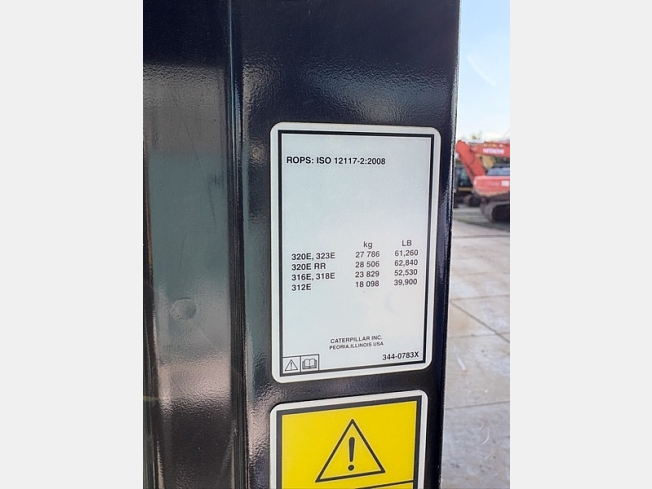 ROPS: ISO 12117-2:2008
kg LB
320E, 323E 27 786 61,260
320E RR 28 506 62,840
316E, 318E 23 829 52,530
312E 18 098 39,900
CATERPILLAR INC.
PEORIA,ILLINOIS USA
344-0783X
HITACHI